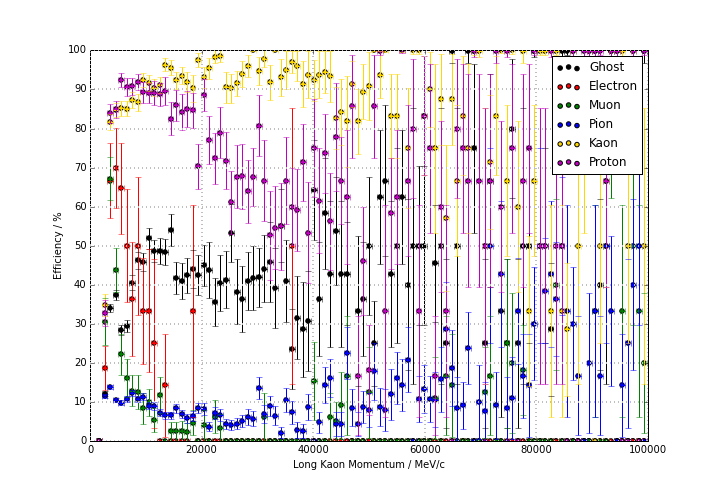 100
90
80
70
60
50
40
30
20
10
0
Efficiency / %
0 20000 40000 60000 80000 100000
Long Kaon Momentum / MeV/c
Ghost
Electron
Muon
Pion
Kaon
Proton